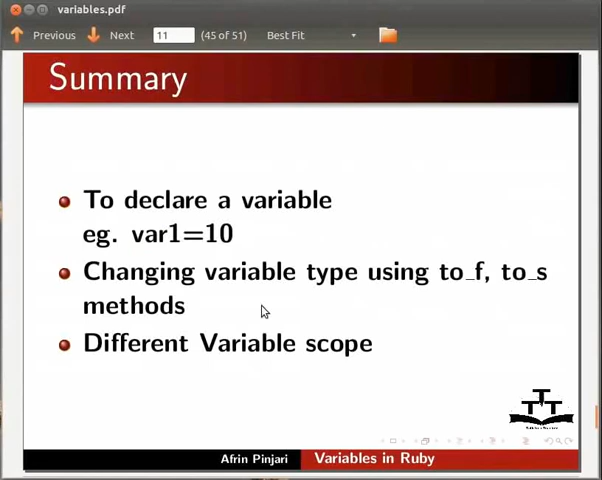 variables.pdf
Previous Next 11 (45 of 51) Best Fit
Summary
To declare a variable
eg. var1=10
Changing variable type using to_f, to_s
methods
Different Variable scope
TTT
Afrin Pinjari Variables in Ruby